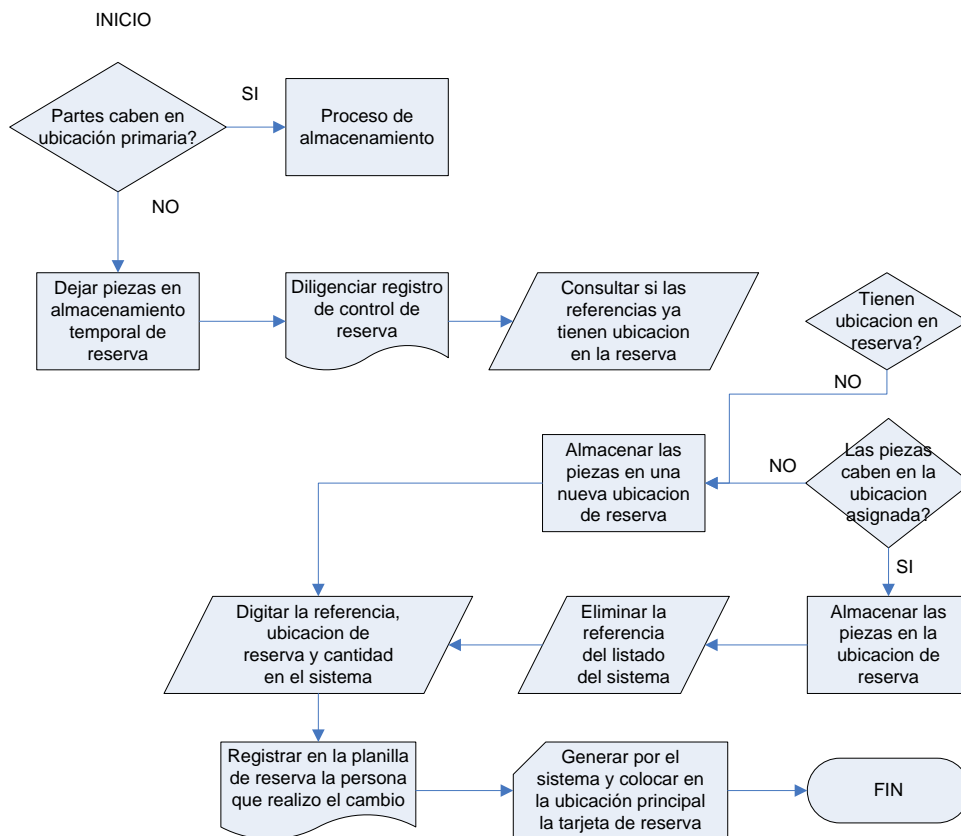 INICIO
Partes caben en
ubicación primaria?
SI
Proceso de
almacenamiento
NO
Dejar piezas en
almacenamiento
temporal de
reserva
Diligenciar registro
de control de
reserva
Consultar si las
referencias ya
tienen ubicacion
en la reserva
Tienen
ubicacion en
reserva?
NO
Almacenar las
piezas en una
nueva ubicacion
de reserva
NO
Las piezas
caben en la
ubicacion
asignada?
SI
Digitar la referencia,
ubicacion de
reserva y cantidad
en el sistema
Eliminar la
referencia
del listado
del sistema
Almacenar las
piezas en la
ubicacion de
reserva
Registrar en la planilla
de reserva la persona
que realizo el cambio
Generar por el
sistema y colocar en
la ubicación principal
la tarjeta de reserva
FIN